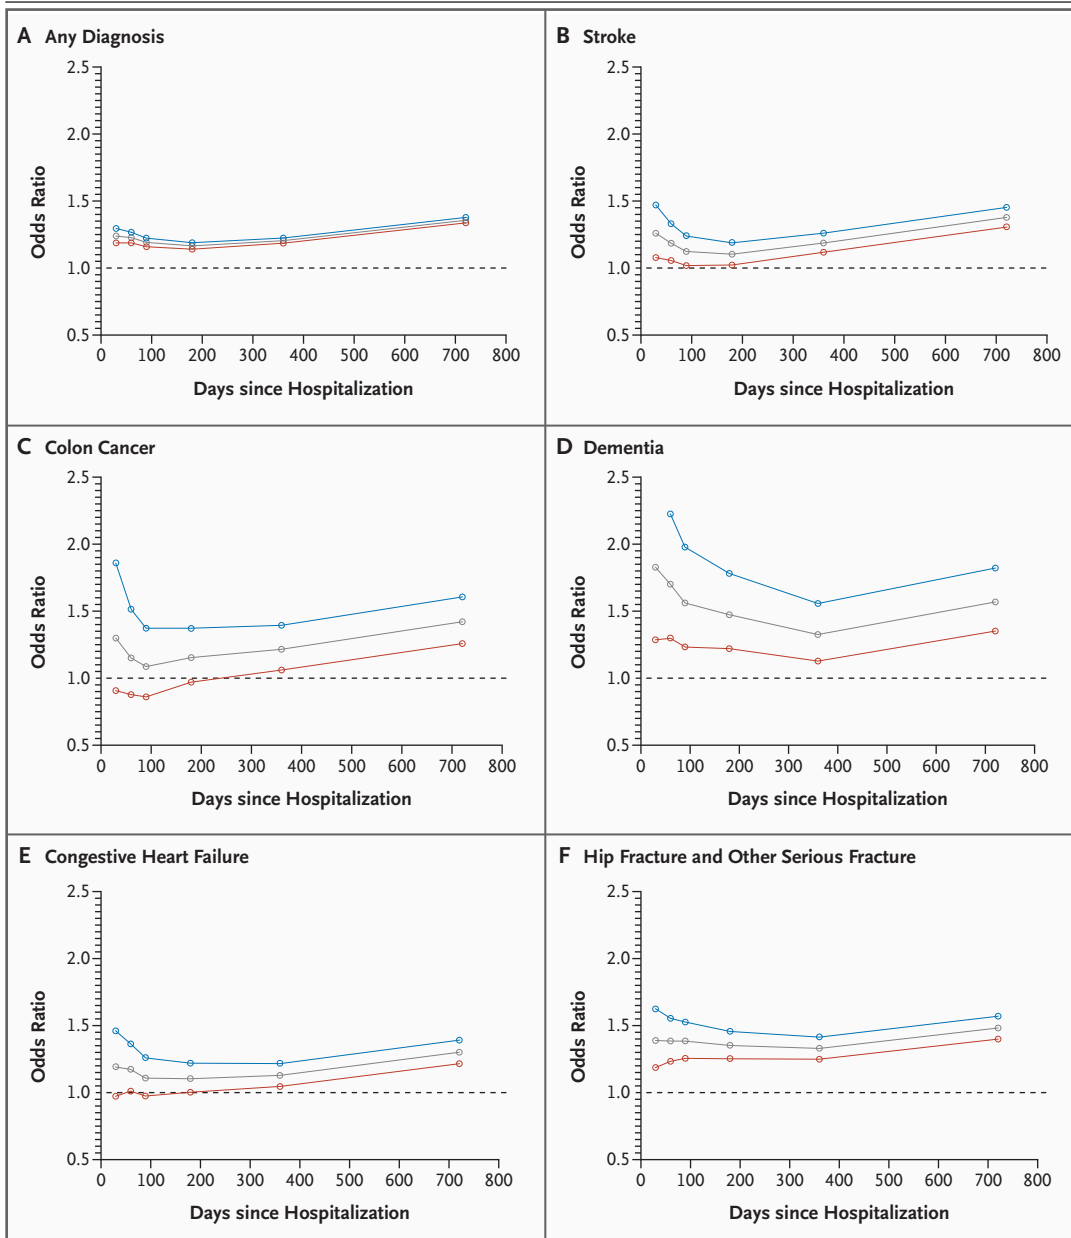 A Any Diagnosis
2.5
2.0
1.5
1.0
0.5
Odds Ratio
0 100 200 300 400 500 600 700 800
Days since Hospitalization
B Stroke
2.5
2.0
1.5
1.0
0.5
Odds Ratio
0 100 200 300 400 500 600 700 800
Days since Hospitalization
C Colon Cancer
2.5
2.0
1.5
1.0
0.5
Odds Ratio
0 100 200 300 400 500 600 700 800
Days since Hospitalization
D Dementia
2.5
2.0
1.5
1.0
0.5
Odds Ratio
0 100 200 300 400 500 600 700 800
Days since Hospitalization
E Congestive Heart Failure
2.5
2.0
1.5
1.0
0.5
Odds Ratio
0 100 200 300 400 500 600 700 800
Days since Hospitalization
F Hip Fracture and Other Serious Fracture
2.5
2.0
1.5
1.0
0.5
Odds Ratio
0 100 200 300 400 500 600 700 800
Days since Hospitalization